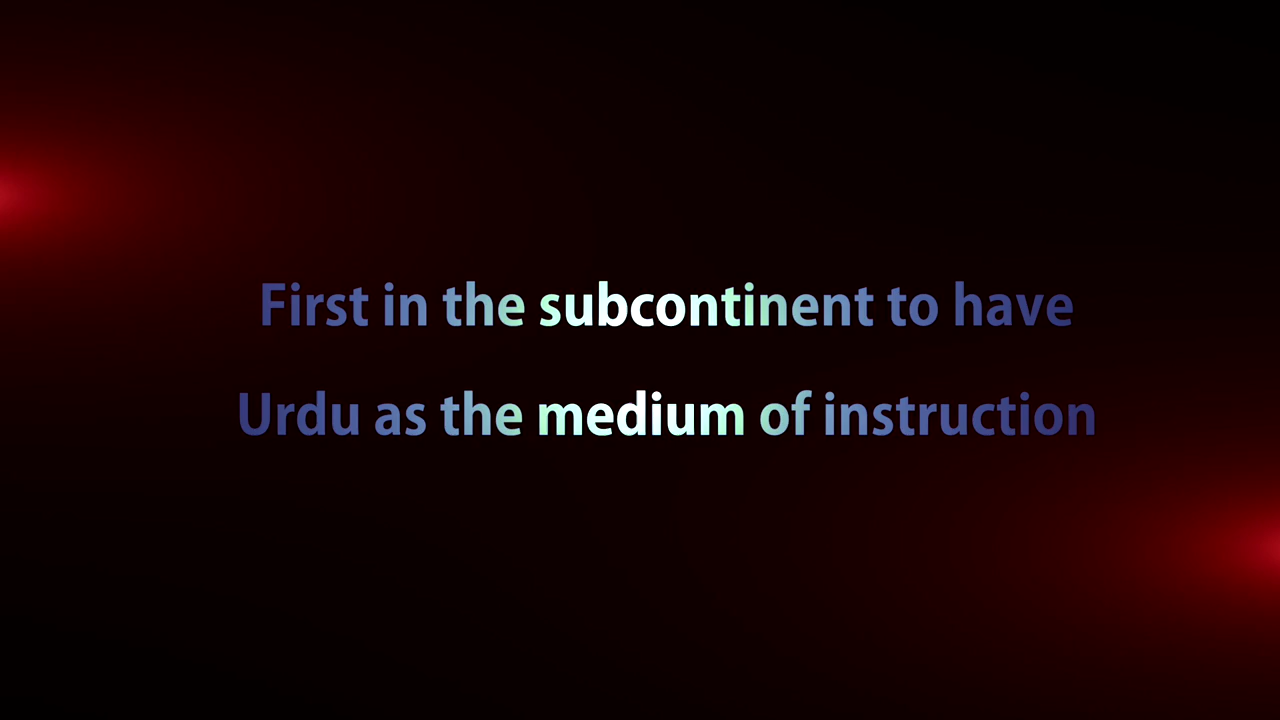 First in the subcontinent to have
Urdu as the medium of instruction